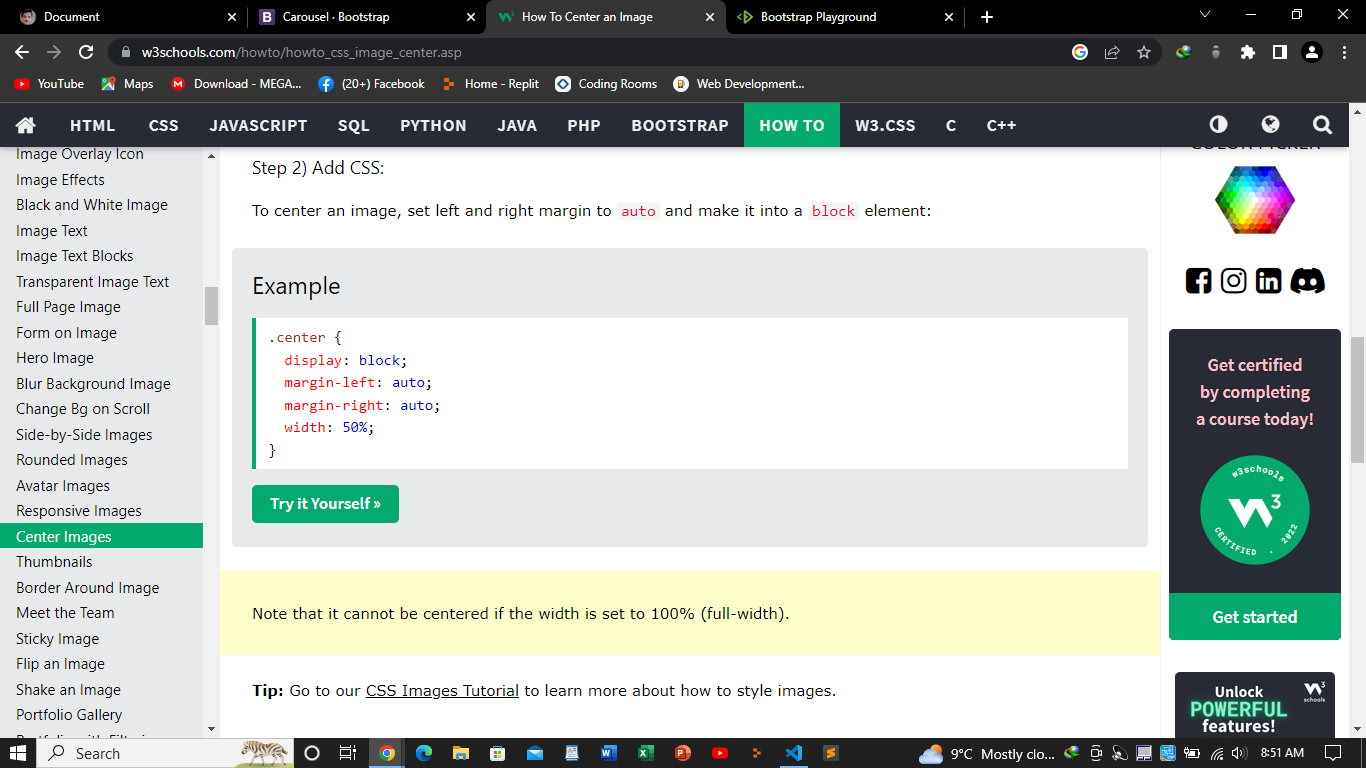 Document
Carousel · Bootstrap
How To Center an Image
Bootstrap Playground
w3schools.com/howto/howto_css_image_center.asp
YouTube
Maps
Download - MEGA...
(20+) Facebook
Home - Replit
Coding Rooms
Web Development...
HTML CSS JAVASCRIPT SQL PYTHON JAVA PHP BOOTSTRAP HOW TO W3.CSS C C++
Image Overlay Icon
Image Effects
Black and White Image
Image Text
Image Text Blocks
Transparent Image Text
Full Page Image
Form on Image
Hero Image
Blur Background Image
Change Bg on Scroll
Side-by-Side Images
Rounded Images
Avatar Images
Responsive Images
Center Images
Thumbnails
Border Around Image
Meet the Team
Sticky Image
Flip an Image
Shake an Image
Portfolio Gallery
Step 2) Add CSS:
To center an image, set left and right margin to auto and make it into a block element:
Example
.center {
display: block;
margin-left: auto;
margin-right: auto;
width: 50%;
}
Try it Yourself »
Note that it cannot be centered if the width is set to 100% (full-width).
Tip: Go to our CSS Images Tutorial to learn more about how to style images.
COLOR PICKER
Get certified
by completing
a course today!
w3schools
3
CERTIFIED . 2022
Get started
Unlock
POWERFUL
features!
3
schools
Search
9°C Mostly clo...
8:51 AM